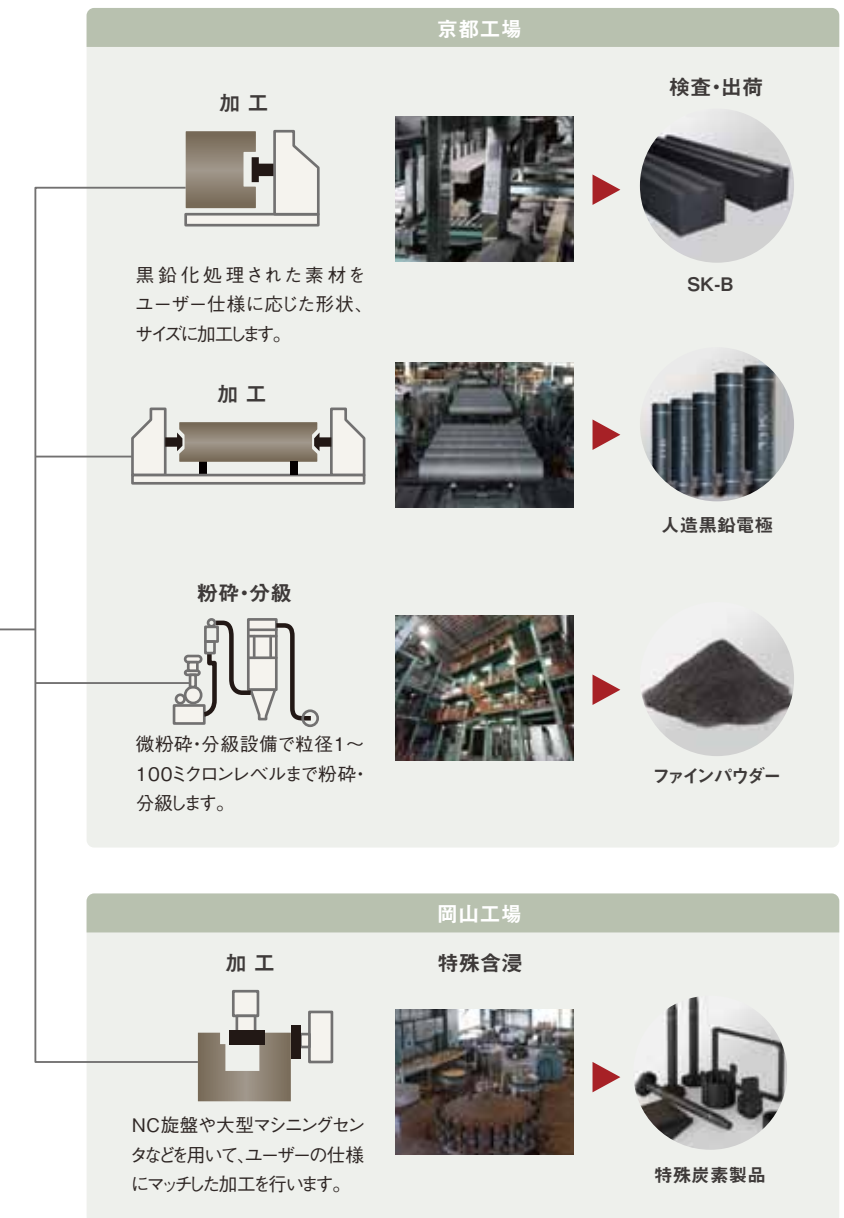 京都工場
加 工
検査・出荷
黒鉛化処理された素材を
ユーザー仕様に応じた形状、
サイズに加工します。
SK-B
加 工
人造黒鉛電極
粉砕・分級
微粉砕・分級設備で粒径1〜
100ミクロンレベルまで粉砕・
分級します。
ファインパウダー
岡山工場
加 工
特殊含浸
NC旋盤や大型マシニングセン
タなどを用いて、ユーザーの仕様
にマッチした加工を行います。
特殊炭素製品